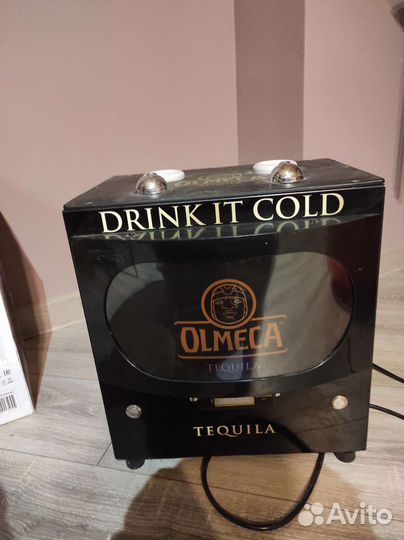 DRINK IT COLD
OLMECA
TEQUILA
TEQUILA
Avito